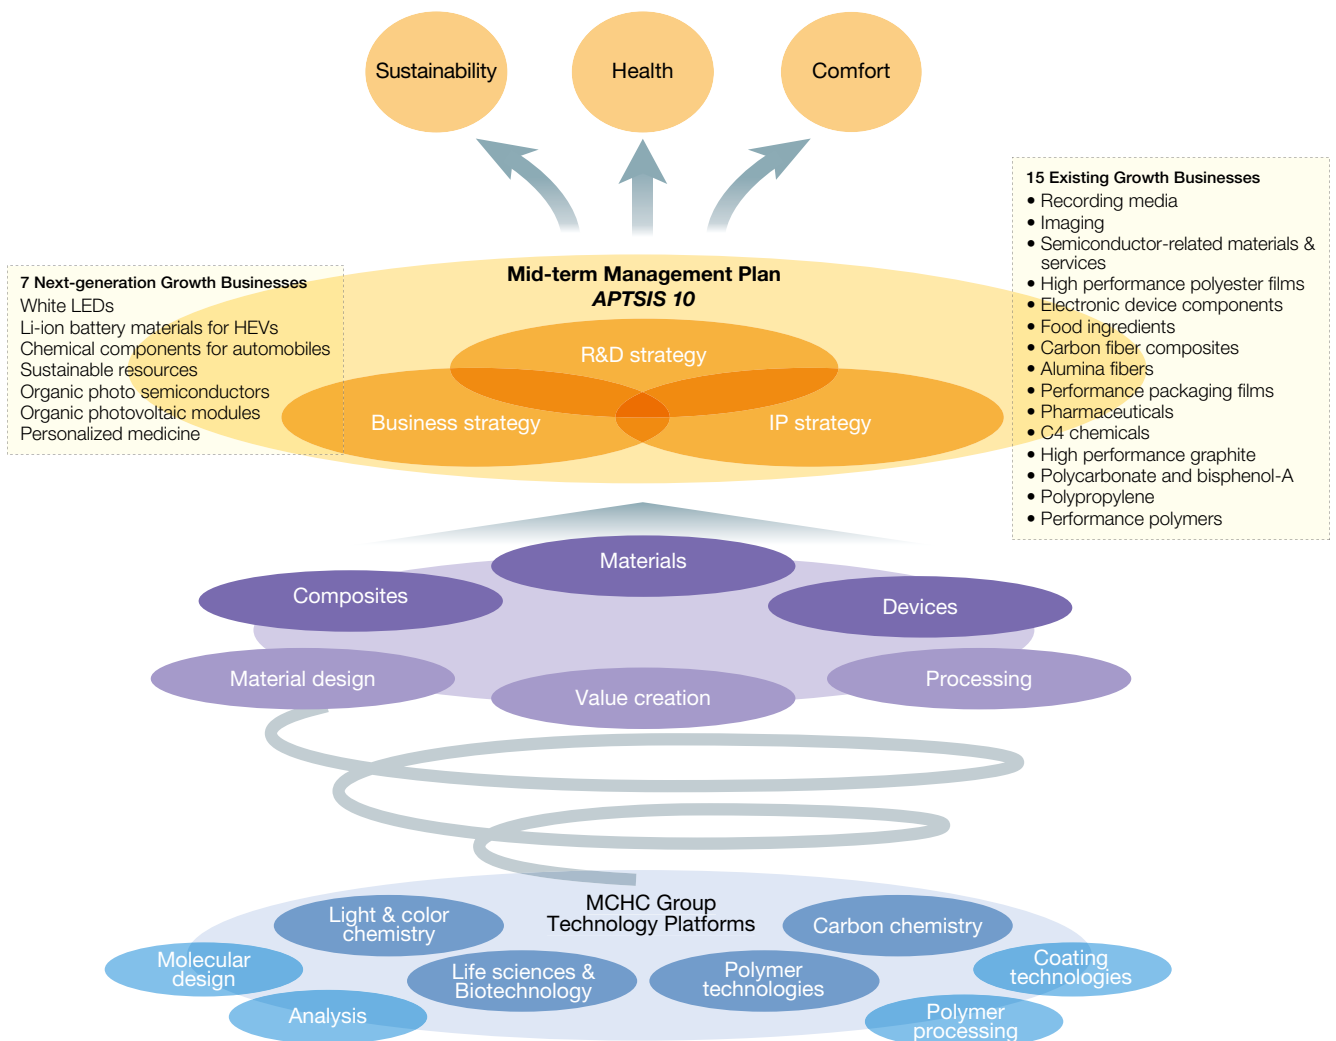 Sustainability
Health
Comfort
15 Existing Growth Businesses
• Recording media
• Imaging
• Semiconductor-related materials &
services
• High performance polyester films
• Electronic device components
• Food ingredients
• Carbon fiber composites
• Alumina fibers
• Performance packaging films
• Pharmaceuticals
• C4 chemicals
• High performance graphite
• Polycarbonate and bisphenol-A
• Polypropylene
• Performance polymers
Mid-term Management Plan
APTSIS 10
7 Next-generation Growth Businesses
White LEDs
Li-ion battery materials for HEVs
Chemical components for automobiles
Sustainable resources
Organic photo semiconductors
Organic photovoltaic modules
Personalized medicine
R&D strategy
Business strategy
IP strategy
Materials
Composites
Devices
Material design
Value creation
Processing
MCHC Group
Technology Platforms
Light & color
chemistry
Carbon chemistry
Molecular
design
Life sciences &
Biotechnology
Polymer
technologies
Coating
technologies
Analysis
Polymer
processing